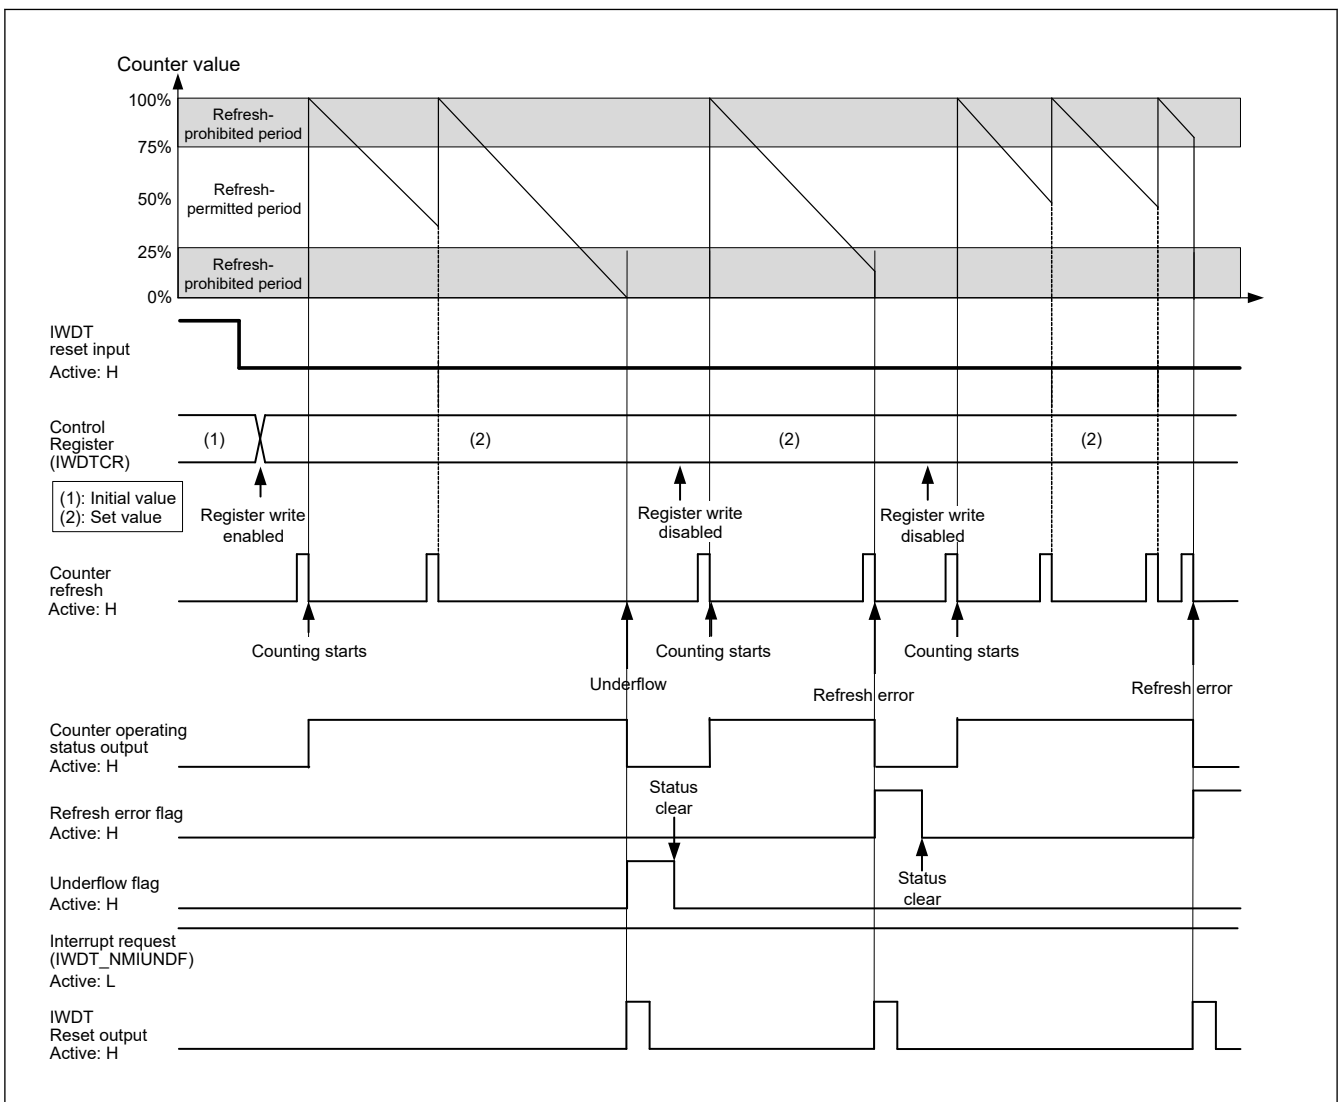 Counter value
100%
Refresh-
prohibited period
75%
Refresh-
permitted period
50%
25%
Refresh-
prohibited period
0%
IWDT
reset input
Active: H
Control
Register
(IWDTCR)
(1)
(2)
(2)
(2)
(1): Initial value
(2): Set value
Register write
enabled
Register write
disabled
Register write
disabled
Counter
refresh
Active: H
Counting starts
Counting starts
Counting starts
Underflow
Refresh error
Refresh error
Counter operating
status output
Active: H
Status
clear
Refresh error flag
Active: H
Status
clear
Underflow flag
Active: H
Interrupt request
(IWDT_NMIUNDF)
Active: L
IWDT
Reset output
Active: H